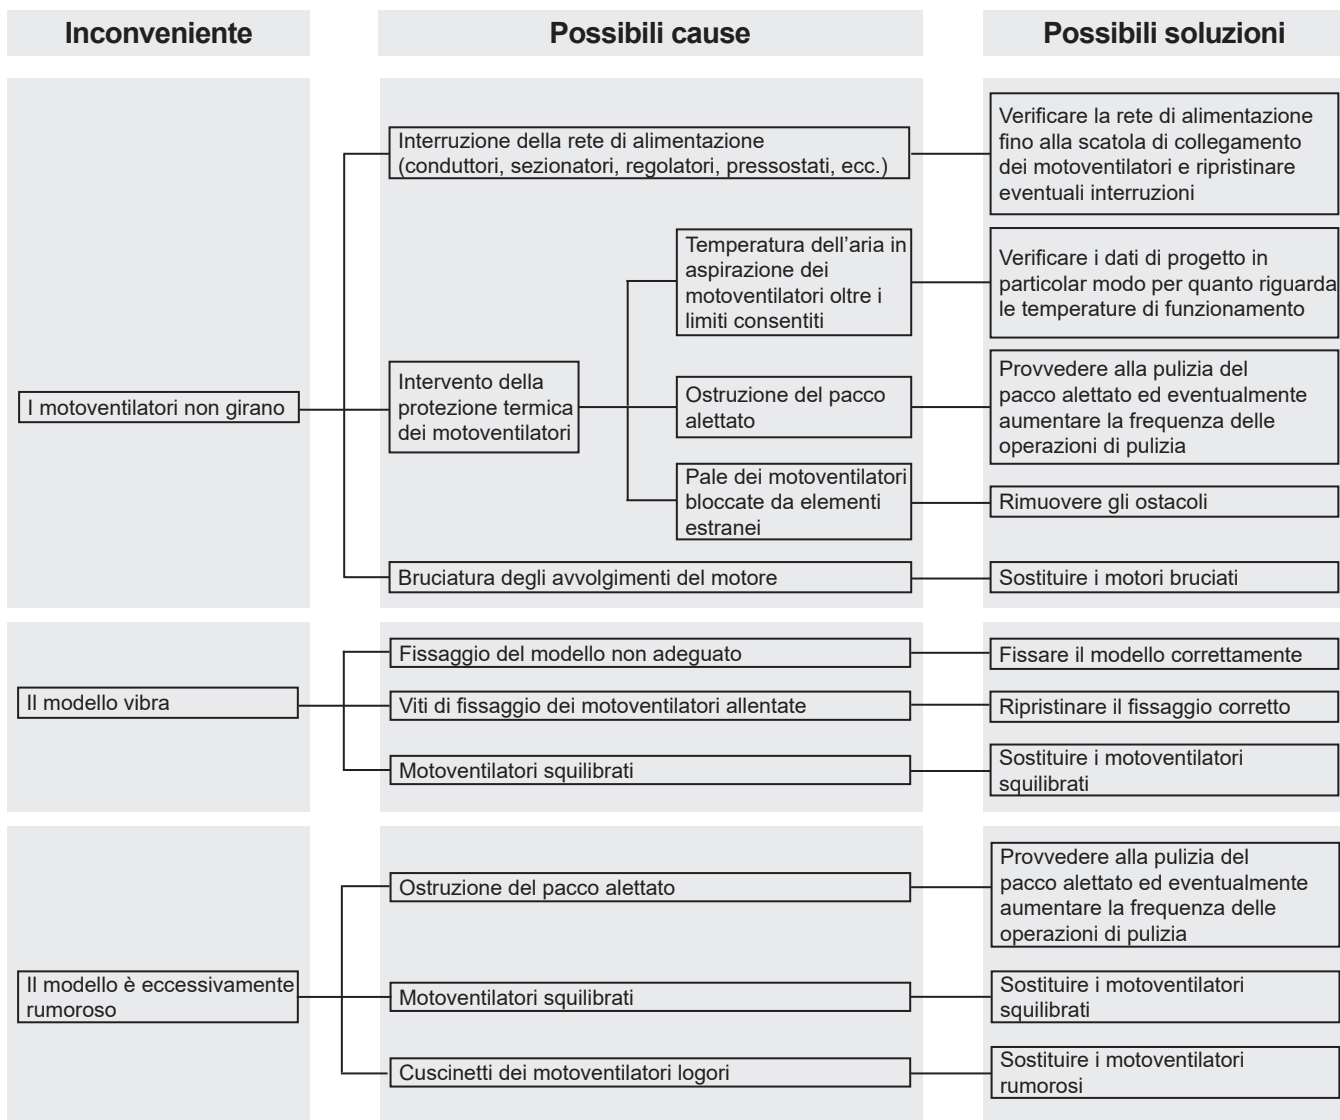 Inconveniente
Possibili cause
Possibili soluzioni
I motoventilatori non girano
Interruzione della rete di alimentazione
(conduttori, sezionatori, regolatori, pressostati, ecc.)
Verificare la rete di alimentazione
fino alla scatola di collegamento
dei motoventilatori e ripristinare
eventuali interruzioni
Intervento della
protezione termica
dei motoventilatori
Temperatura dell’aria in
aspirazione dei
motoventilatori oltre i
limiti consentiti
Verificare i dati di progetto in
particolar modo per quanto riguarda
le temperature di funzionamento
Ostruzione del pacco
alettato
Provvedere alla pulizia del
pacco alettato ed eventualmente
aumentare la frequenza delle
operazioni di pulizia
Pale dei motoventilatori
bloccate da elementi
estranei
Rimuovere gli ostacoli
Bruciatura degli avvolgimenti del motore
Sostituire i motori bruciati
Il modello vibra
Fissaggio del modello non adeguato
Fissare il modello correttamente
Viti di fissaggio dei motoventilatori allentate
Ripristinare il fissaggio corretto
Motoventilatori squilibrati
Sostituire i motoventilatori
squilibrati
Il modello è eccessivamente
rumoroso
Ostruzione del pacco alettato
Provvedere alla pulizia del
pacco alettato ed eventualmente
aumentare la frequenza delle
operazioni di pulizia
Motoventilatori squilibrati
Sostituire i motoventilatori
squilibrati
Cuscinetti dei motoventilatori logori
Sostituire i motoventilatori
rumorosi